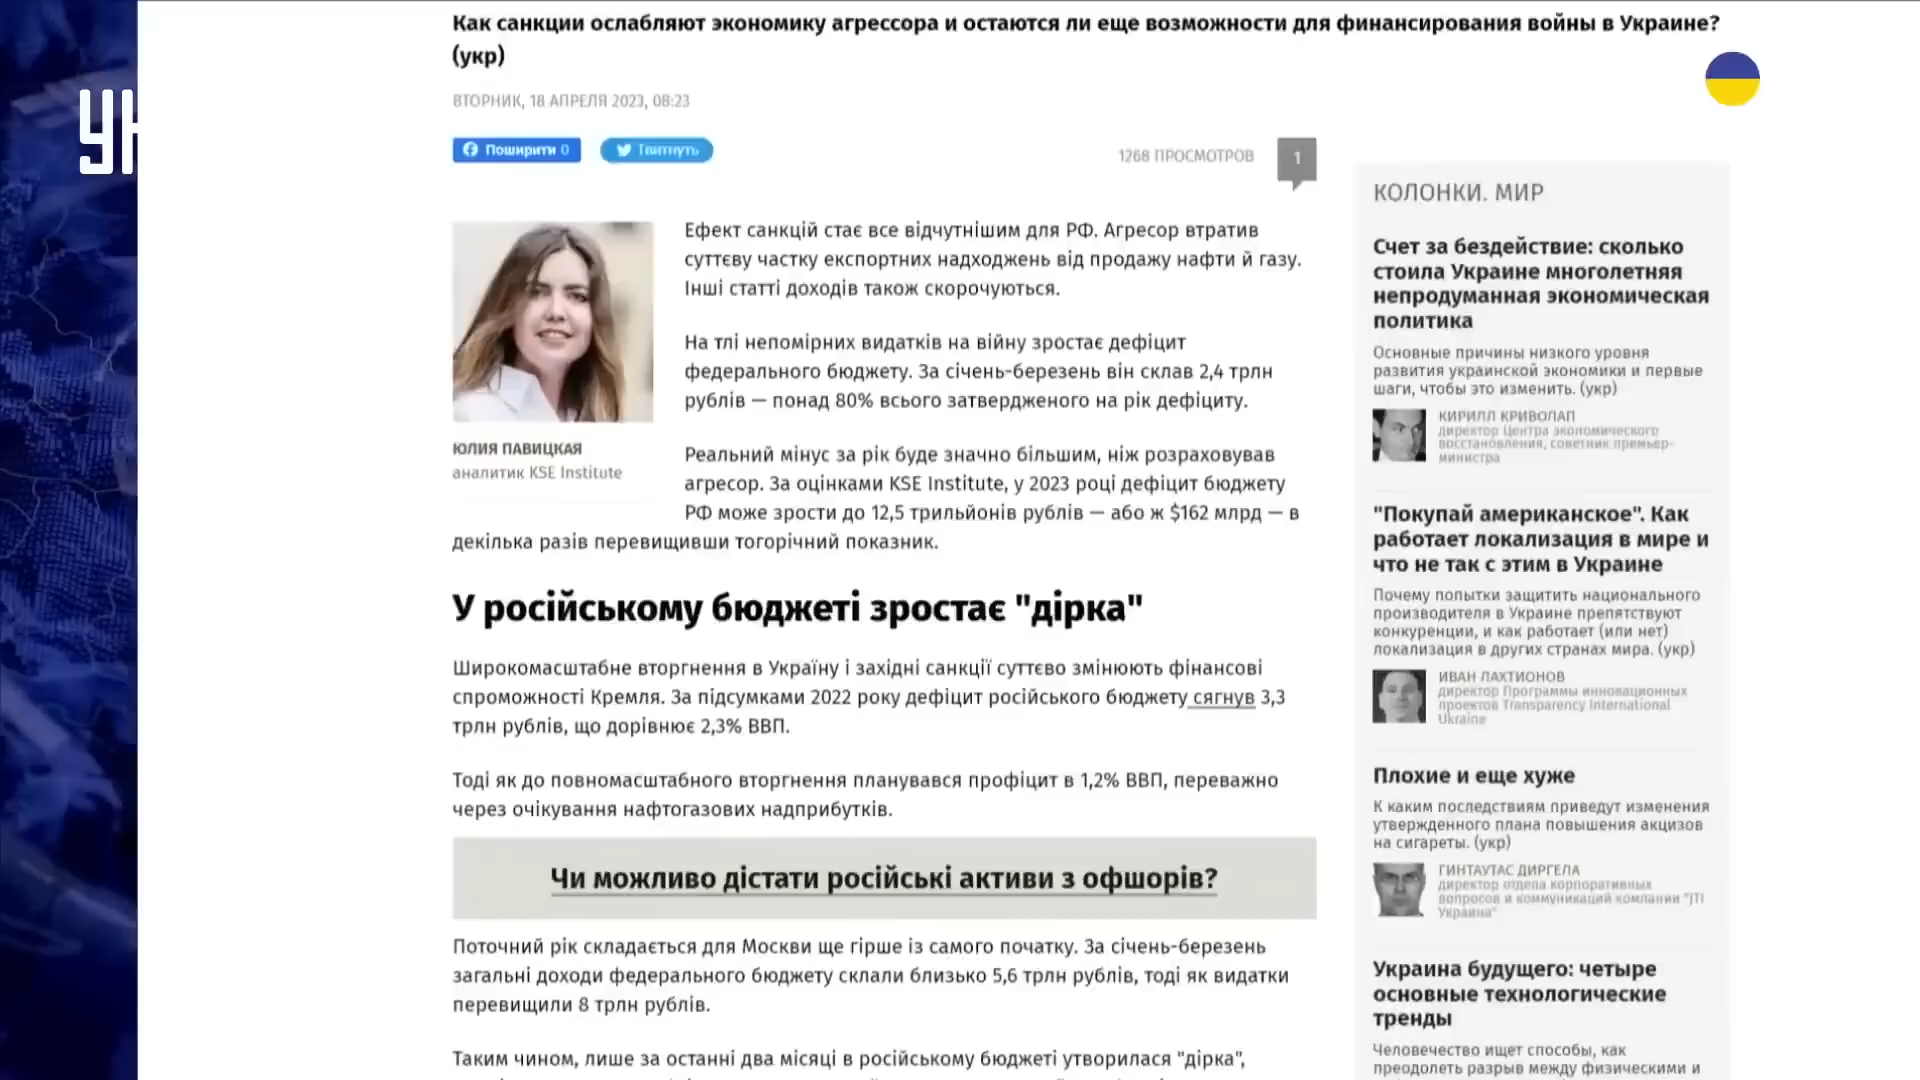 Как санкции ослабляют экономику агрессора и остаются ли еще возможности для финансирования войны в Украине?
(укр)
ВТОРНИК, 18 АПРЕЛЯ 2023, 08:23
Поширити 0
Твитнуть
1268 ПРОСМОТРОВ
1
Ефект санкцій стає все відчутнішим для РФ. Агресор втратив
суттєву частку експортних надходжень від продажу нафти й газу.
Інші статті доходів також скорочуються.
На тлі непомірних видатків на війну зростає дефіцит
федерального бюджету. За січень-березень він склав 2,4 трлн
рублів — понад 80% всього затвердженого на рік дефіциту.
ЮЛИЯ ПАВИЦКАЯ
аналитик KSE Institute
Реальний мінус за рік буде значно більшим, ніж розраховував
агресор. За оцінками KSE Institute, у 2023 році дефіцит бюджету
РФ може зрости до 12,5 трильйонів рублів — або ж $162 млрд — в
декілька разів перевищивши тогорічний показник.
У російському бюджеті зростає "дірка"
Широкомасштабне вторгнення в Україну і західні санкції суттєво змінюють фінансові
спроможності Кремля. За підсумками 2022 року дефіцит російського бюджету сягнув 3,3
трлн рублів, що дорівнює 2,3% ВВП.
Тоді як до повномасштабного вторгнення планувався профіцит в 1,2% ВВП, переважно
через очікування нафтогазових надприбутків.
Чи можливо дістати російські активи з офшорів?
Поточний рік складається для Москви ще гірше із самого початку. За січень-березень
загальні доходи федерального бюджету склали близько 5,6 трлн рублів, тоді як видатки
перевищили 8 трлн рублів.
Таким чином, лише за останні два місяці в російському бюджеті утворилася "дірка",
КОЛОНКИ. МИР
Счет за бездействие: сколько
стоила Украине многолетняя
непродуманная экономическая
политика
Основные причины низкого уровня
развития украинской экономики и первые
шаги, чтобы это изменить. (укр)
КИРИЛЛ КРИВОЛАП
директор Центра экономического
восстановления, советник премьер-
министра
"Покупай американское". Как
работает локализация в мире и
что не так с этим в Украине
Почему попытки защитить национального
производителя в Украине препятствуют
конкуренции, и как работает (или нет)
локализация в других странах мира. (укр)
ИВАН ЛАХТИОНОВ
директор Программы инновационных
проектов Transparency International
Ukraine
Плохие и еще хуже
К каким последствиям приведут изменения
утвержденного плана повышения акцизов
на сигареты. (укр)
ГИНТАУТАС ДИРГЕЛА
директор отдела корпоративных
вопросов и коммуникаций компании "JTI
Украина"
Украина будущего: четыре
основные технологические
тренды
Человечество ищет способы, как
преодолеть разрыв между физическими и